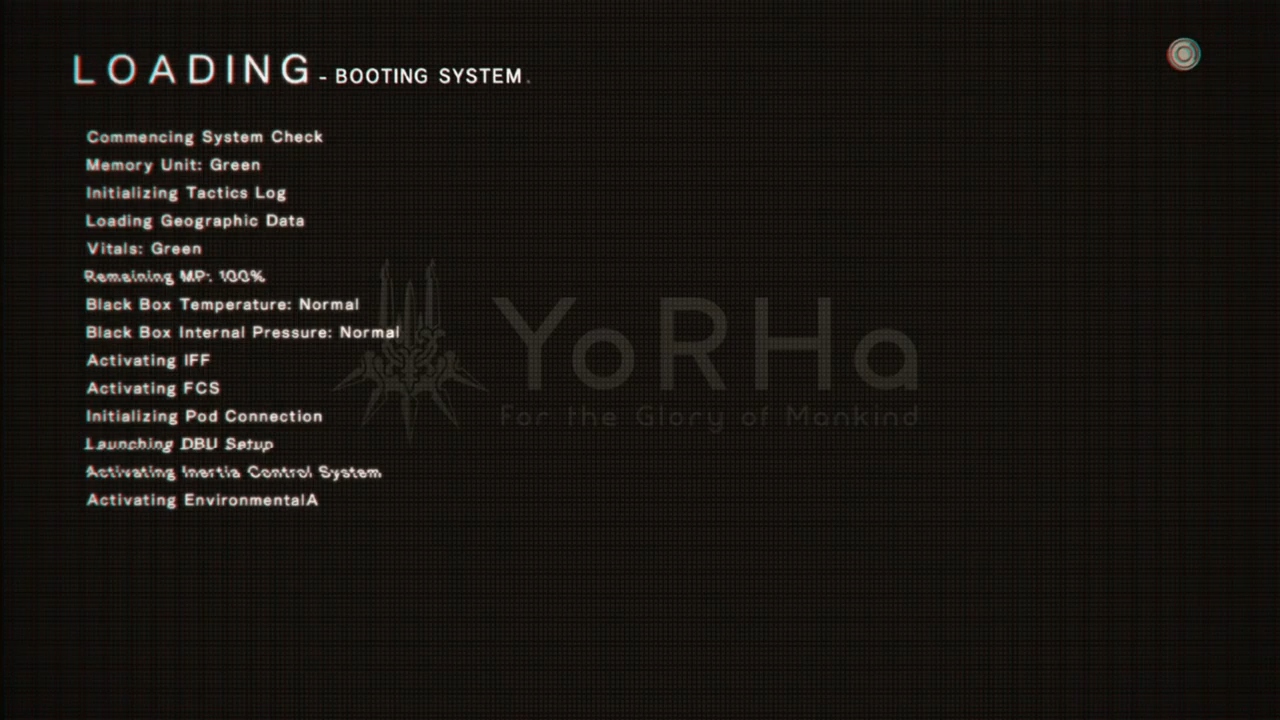 LOADING - BOOTING SYSTEM.
Commencing System Check
Memory Unit: Green
Initializing Tactics Log
Loading Geographic Data
Vitals: Green
Remaining MP: 100%
Black Box Temperature: Normal
Black Box Internal Pressure: Normal
Activating IFF
Activating FCS
Initializing Pod Connection
Launching DBU Setup
Activating Inertia Control System
Activating EnvironmentalA
YoRHa
For the Glory of Mankind